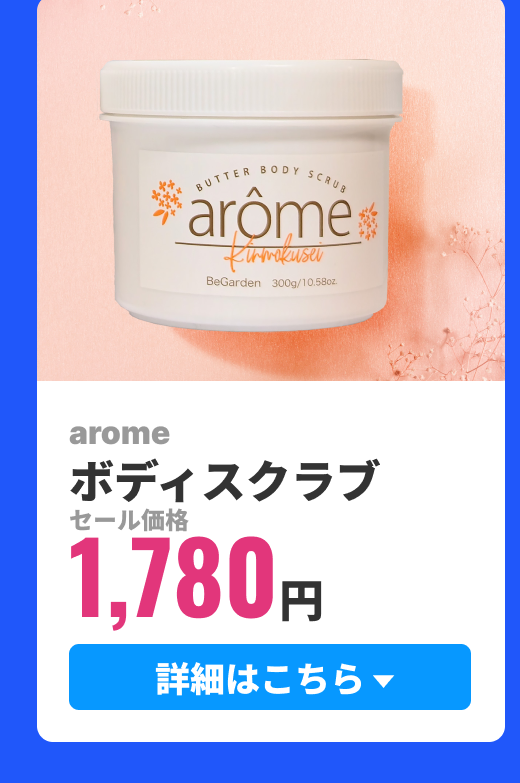 BUTTER BODY SCRUB
arôme
Kinmokusei
BeGarden 300g/10.58oz.
arome
ボディスクラブ
セール価格
1,780円
詳細はこちら